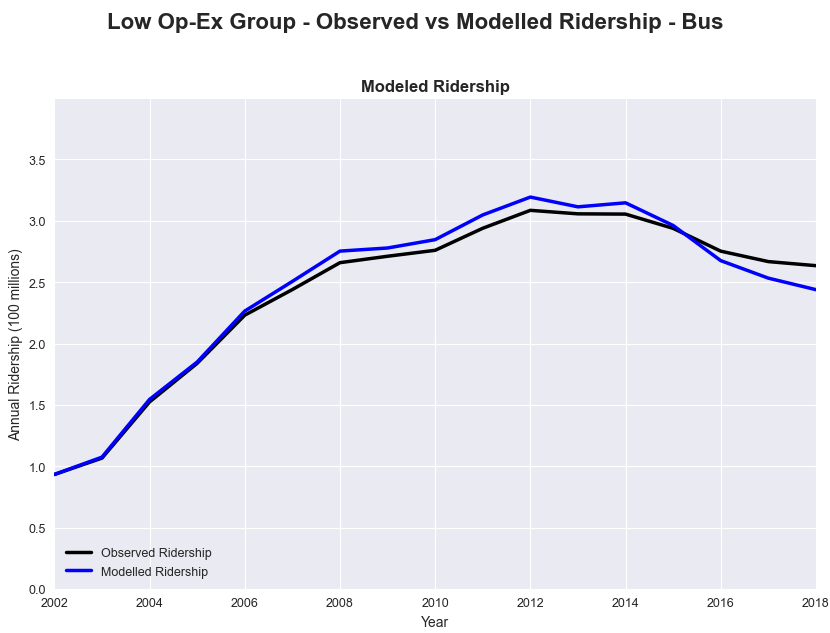 Low Op-Ex Group - Observed vs Modelled Ridership - Bus
Modeled Ridership
Annual Ridership (100 millions)
3.5
3.0
2.5
2.0
1.5
1.0
0.5
0.0
Observed Ridership
Modelled Ridership
2002 2004 2006 2008 2010 2012 2014 2016 2018
Year